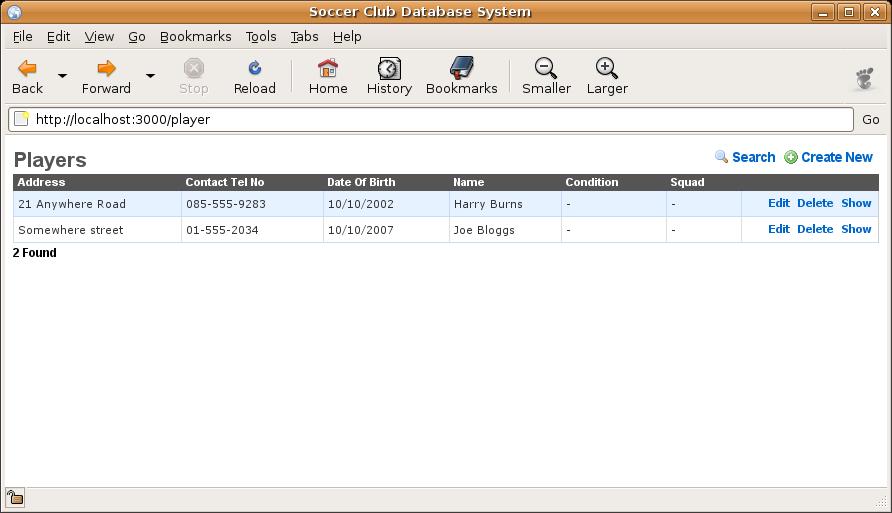 Soccer Club Database System
File Edit View Go Bookmarks Tools Tabs Help
Back Forward Stop Reload Home History Bookmarks Smaller Larger
http://localhost:3000/player Go
Players Search Create New
Address Contact Tel No Date Of Birth Name Condition Squad
21 Anywhere Road 085-555-9283 10/10/2002 Harry Burns - - Edit Delete Show
Somewhere street 01-555-2034 10/10/2007 Joe Bloggs - - Edit Delete Show
2 Found